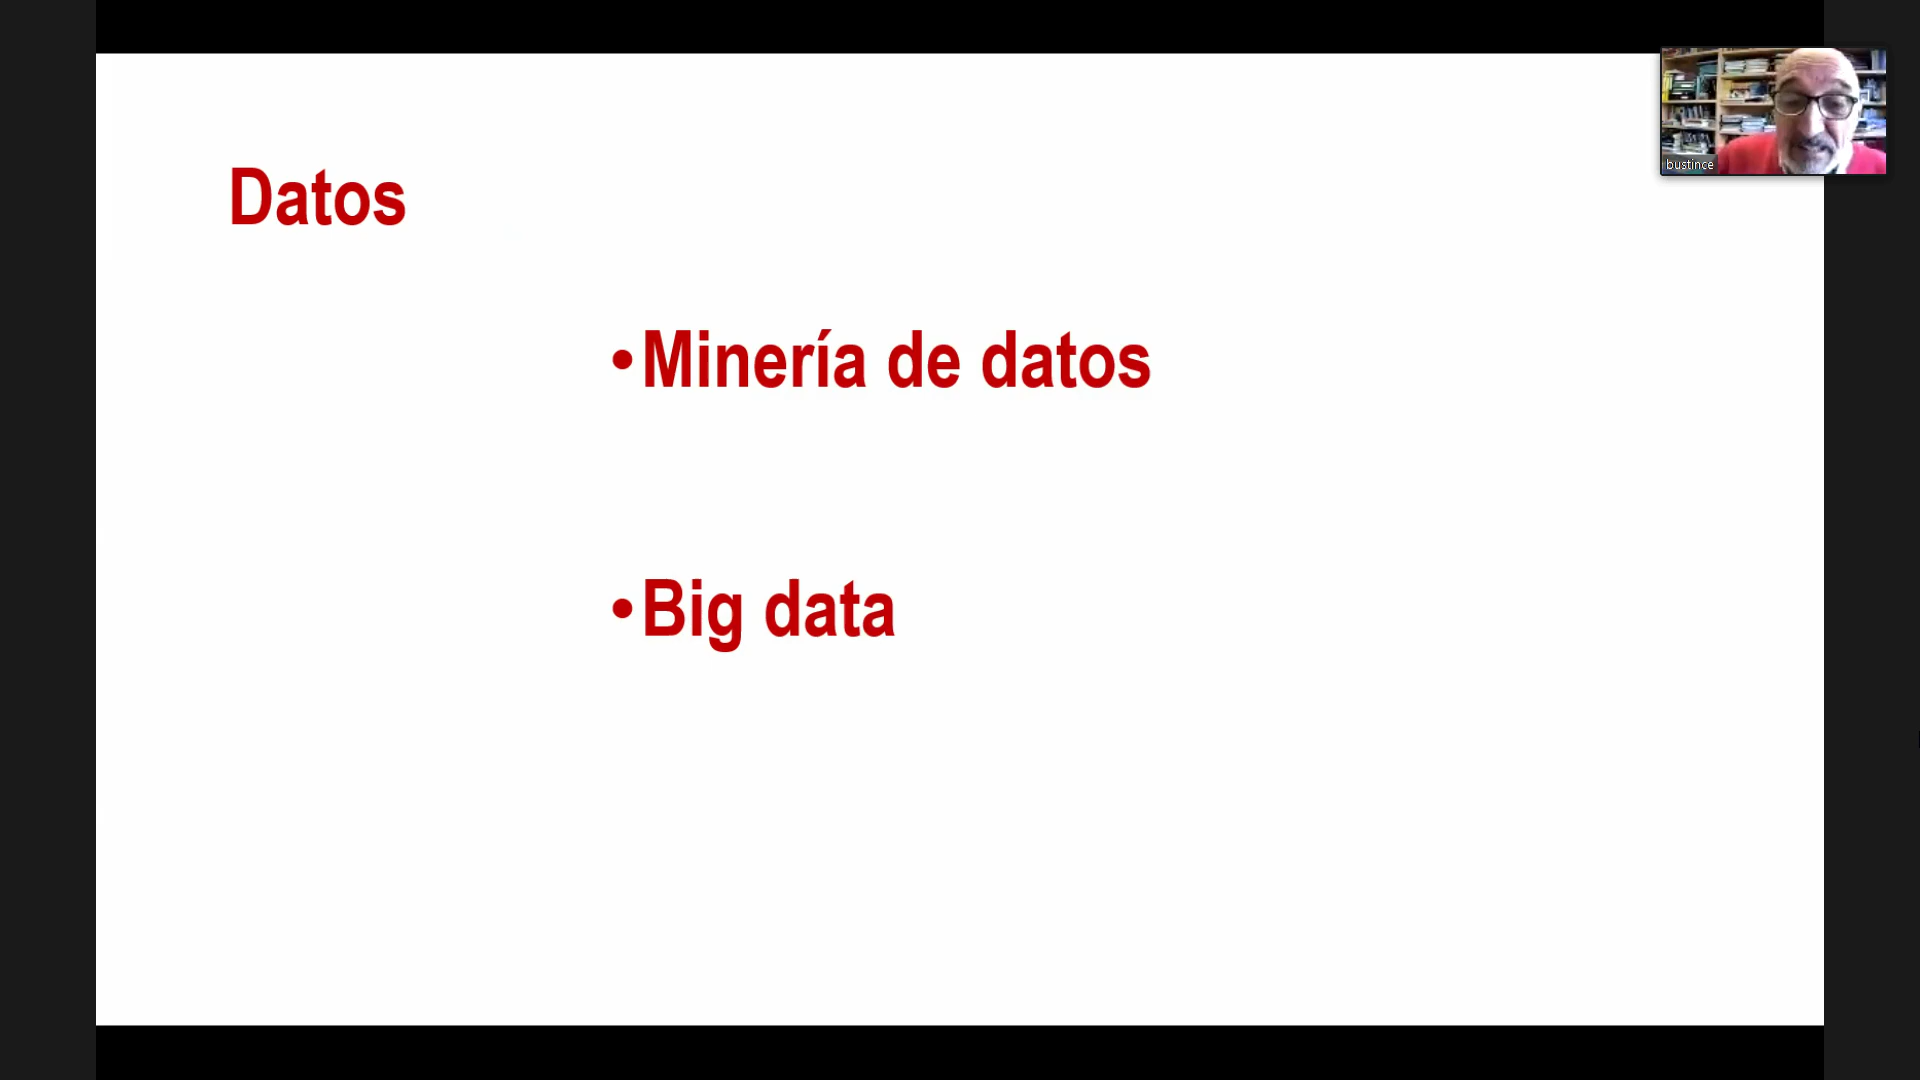 Datos
•Minería de datos
•Big data
bustince